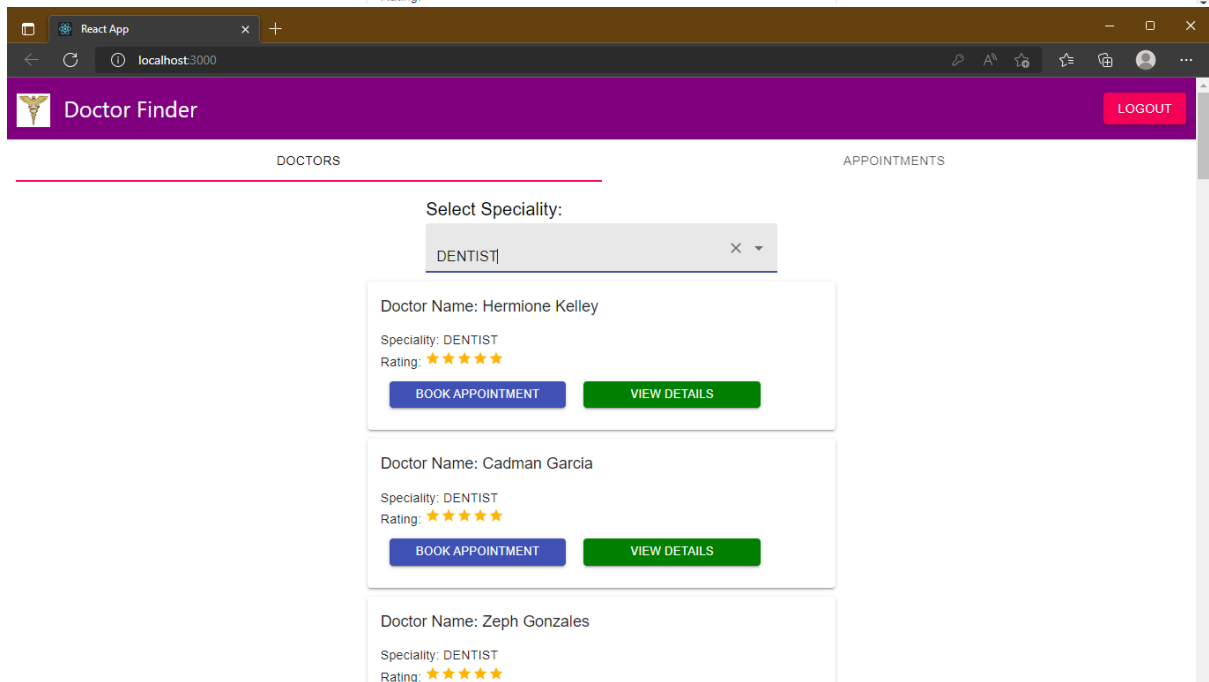 React App
localhost:3000
Doctor Finder
LOGOUT
DOCTORS
APPOINTMENTS
Select Speciality:
DENTIST
Doctor Name: Hermione Kelley
Speciality: DENTIST
Rating:
BOOK APPOINTMENT
VIEW DETAILS
Doctor Name: Cadman Garcia
Speciality: DENTIST
Rating:
BOOK APPOINTMENT
VIEW DETAILS
Doctor Name: Zeph Gonzales
Speciality: DENTIST
Rating: